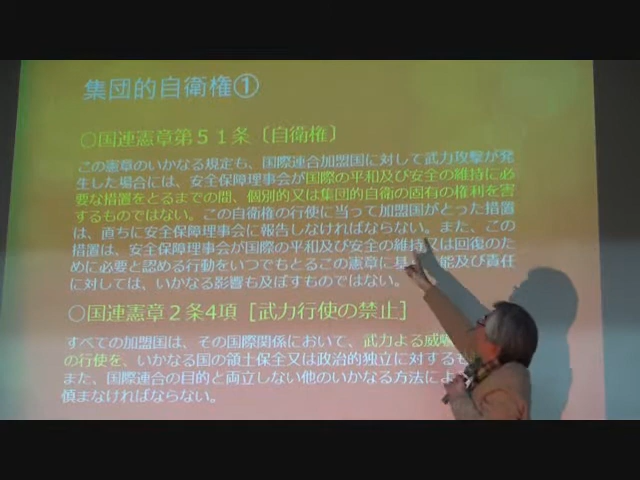 集団的自衛権①
○国連憲章第５１条〔自衛権〕
この憲章のいかなる規定も、国際連合加盟国に対して武力攻撃が発
生した場合には、安全保障理事会が国際の平和及び安全の維持に必
要な措置をとるまでの間、個別的又は集団的自衛の固有の権利を害
するものではない。この自衛権の行使に当って加盟国がとった措置
は、直ちに安全保障理事会に報告しなければならない。また、この
措置は、安全保障理事会が国際の平和及び安全の維持又は回復のた
めに必要と認める行動をいつでもとるこの憲章に基 能及び責任
に対しては、いかなる影響も及ぼすものではない。
○国連憲章２条4項［武力行使の禁止］
すべての加盟国は、その国際関係において、武力よる威嚇
の行使を、いかなる国の領土保全又は政治的独立に対するも
また、国際連合の目的と両立しない他のいかなる方法によ
慎まなければならない。